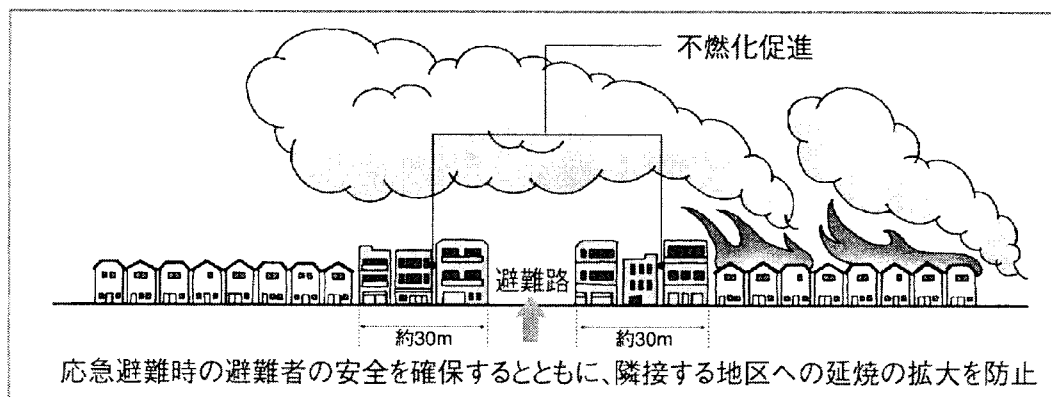 不燃化促進
避難路
約30m
約30m
応急避難時の避難者の安全を確保するとともに、隣接する地区への延焼の拡大を防止